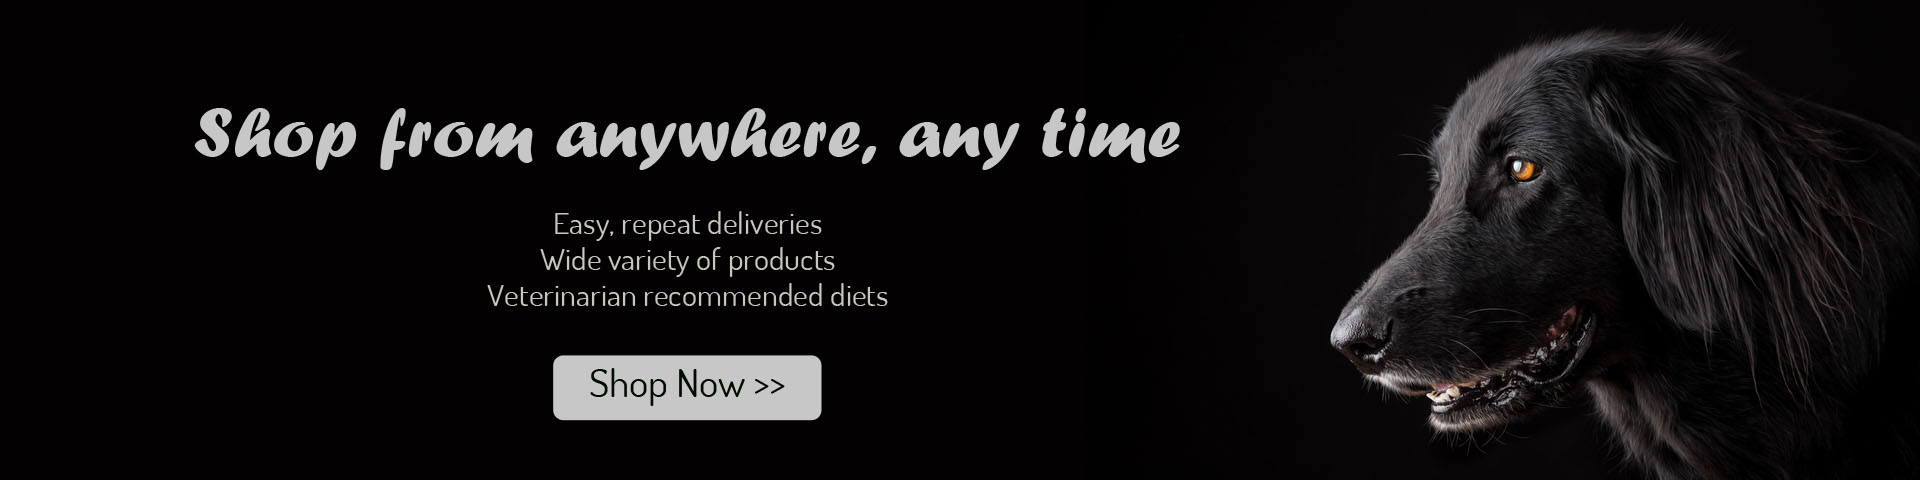 Shop from anywhere, any time
Easy, repeat deliveries
Wide variety of products
Veterinarian recommended diets
Shop Now >>